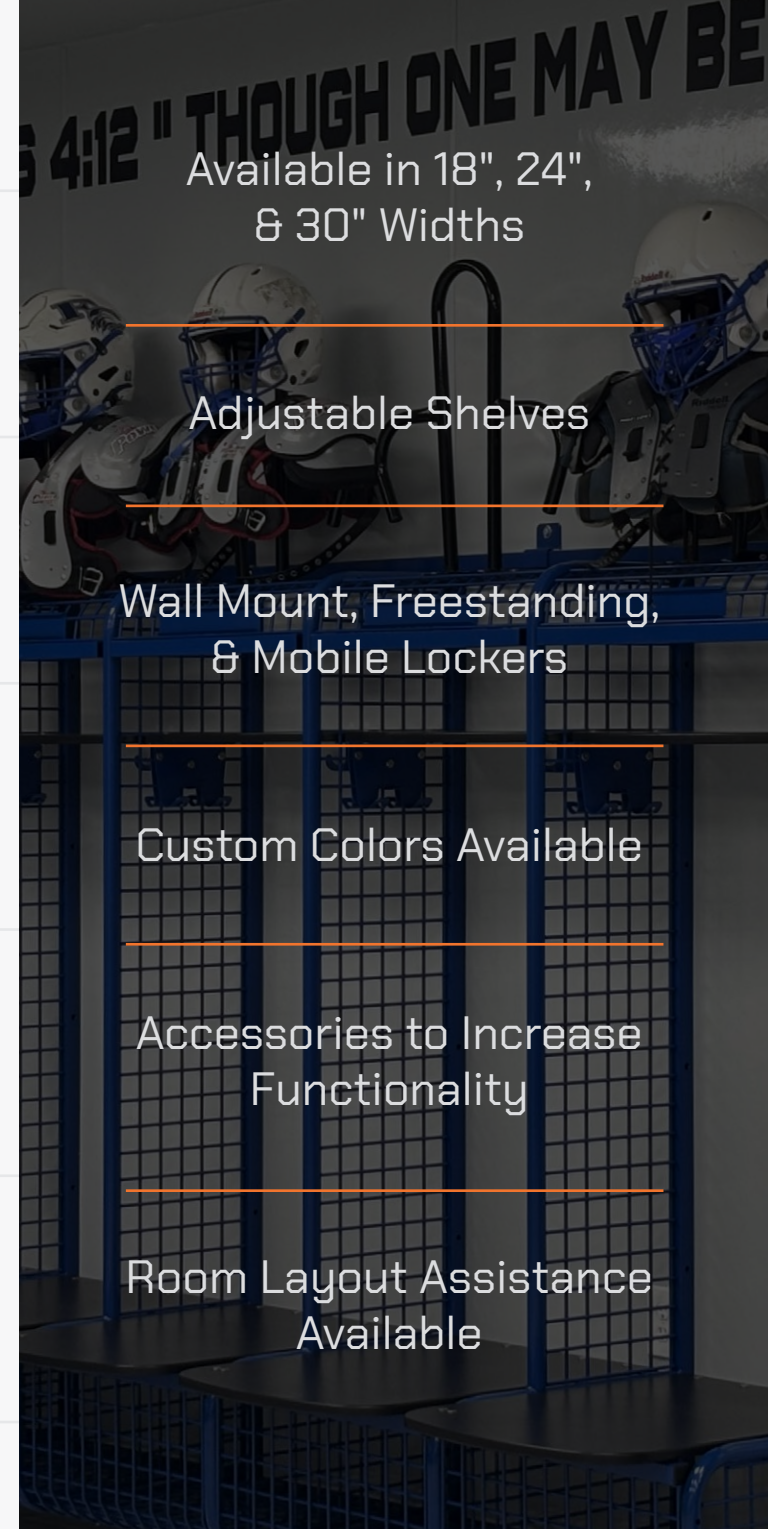 4:12 " THOUGH ONE MAY BE
Available in 18", 24",
& 30" Widths
Adjustable Shelves
Wall Mount, Freestanding,
& Mobile Lockers
Custom Colors Available
Accessories to Increase
Functionality
Room Layout Assistance
Available